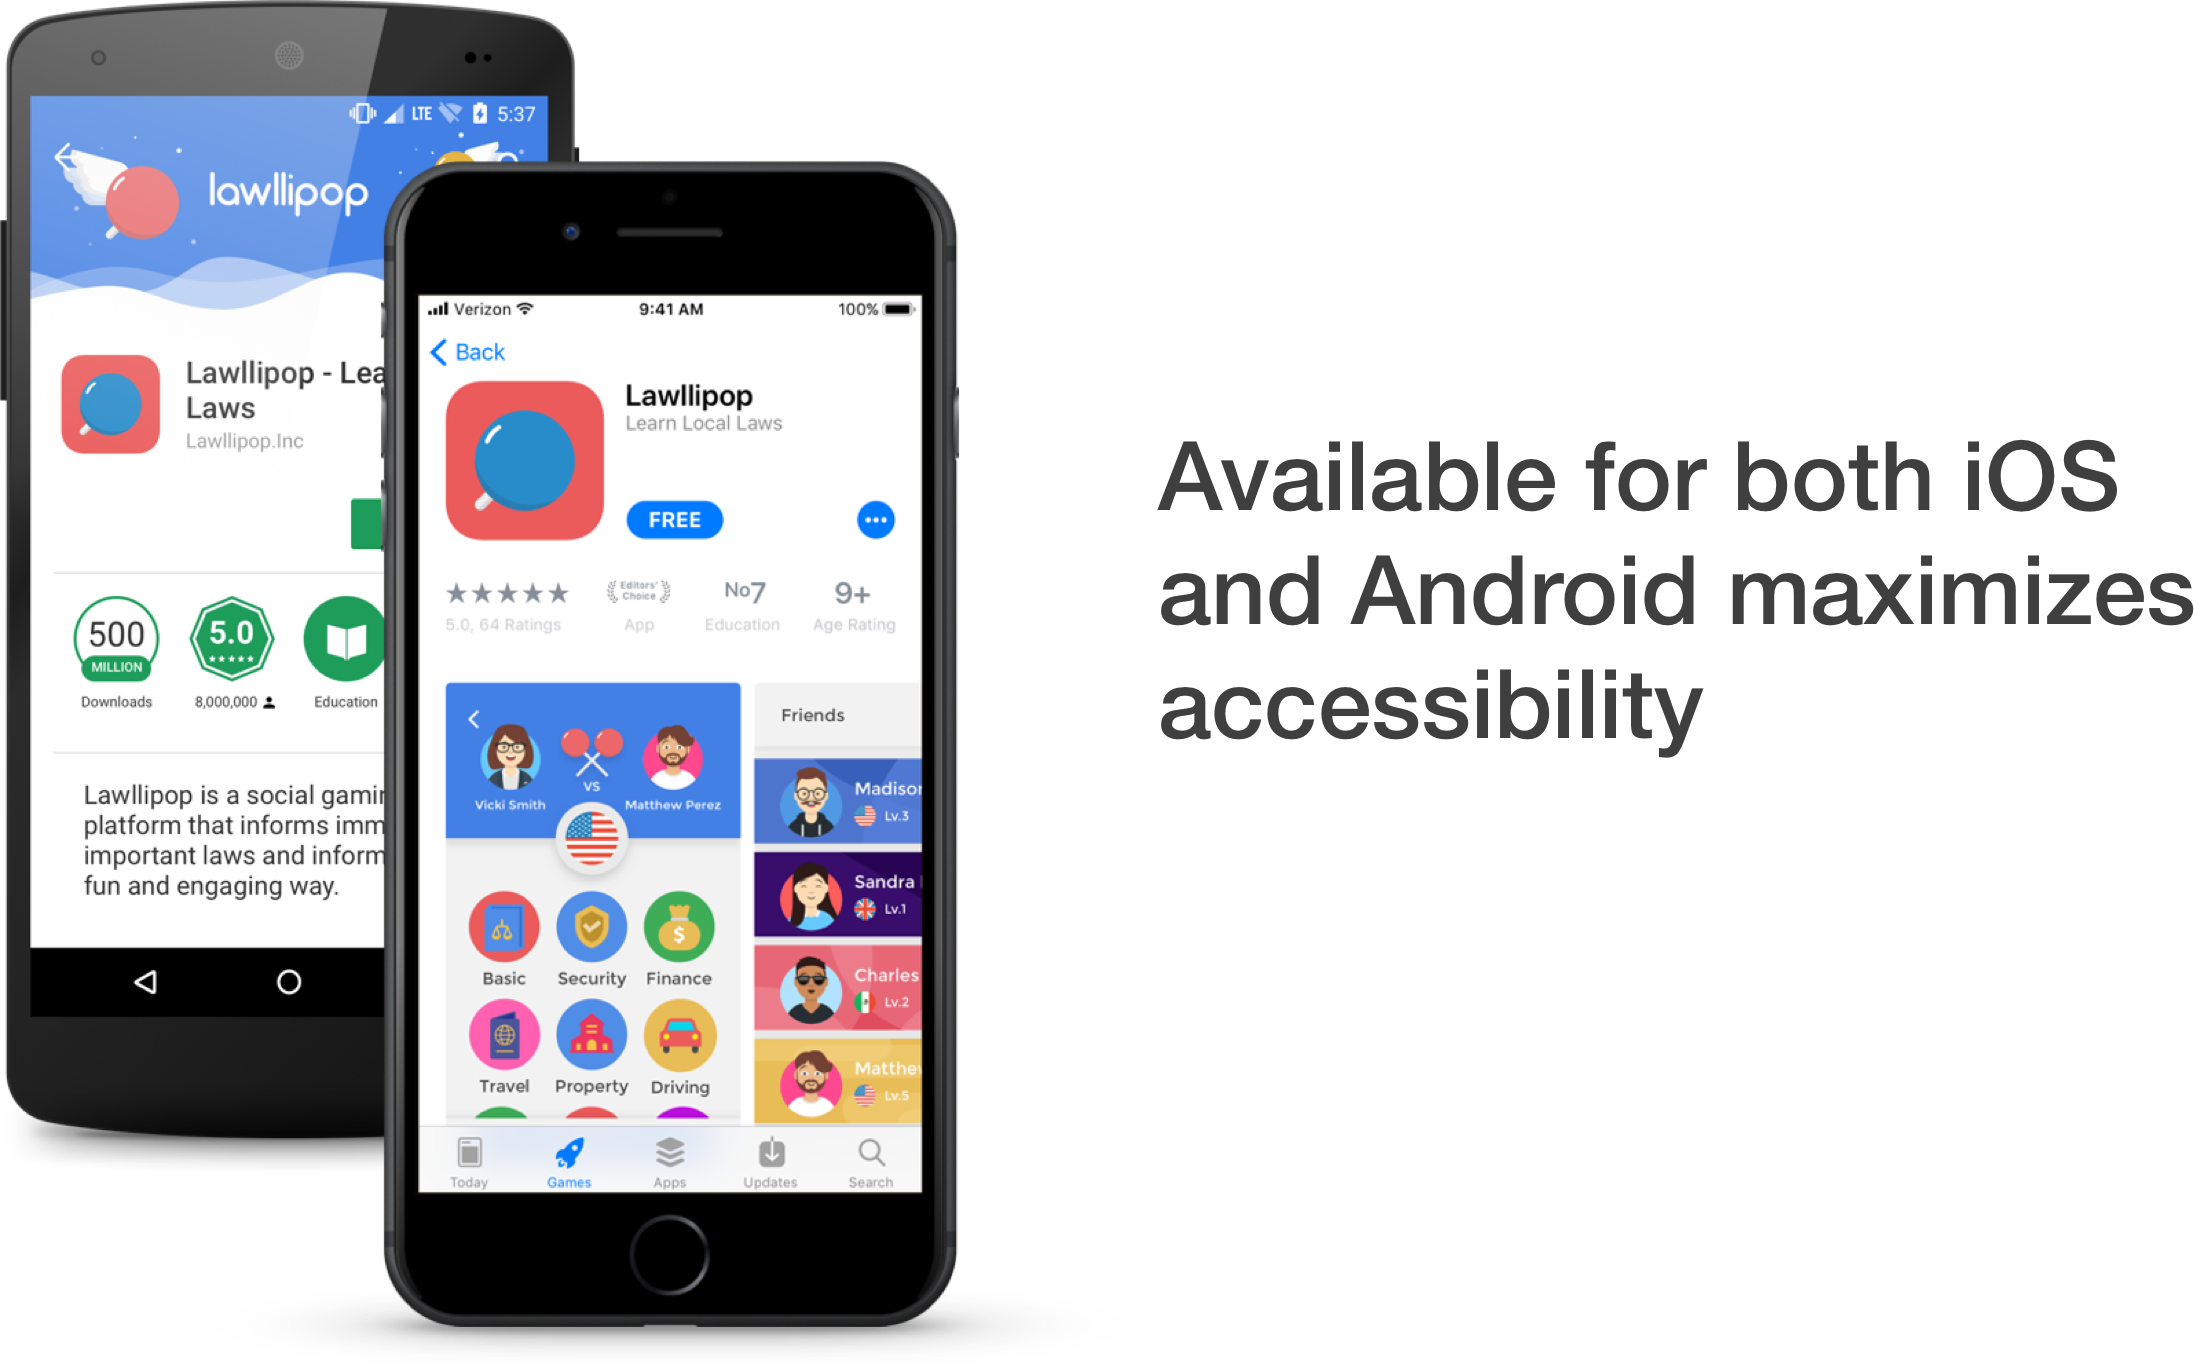 LTE 5:37
lawllipop
Lawllipop - Lea
Laws
Lawllipop.Inc
500
MILLION
Downloads
5.0
8,000,000
Education
Lawllipop is a social gamin
platform that informs imm
important laws and inform
fun and engaging way.
Verizon 9:41 AM 100%
Back
Lawllipop
Learn Local Laws
FREE
5.0, 64 Ratings
Editors'
Choice
App
No7
Education
9+
Age Rating
Vicki Smith
VS
Matthew Perez
Basic Security Finance
Travel Property Driving
Friends
Madison
Lv.3
Sandra
Lv.1
Charles
Lv.2
Matthew
Lv.5
Today Games Apps Updates Search
Available for both iOS
and Android maximizes
accessibility